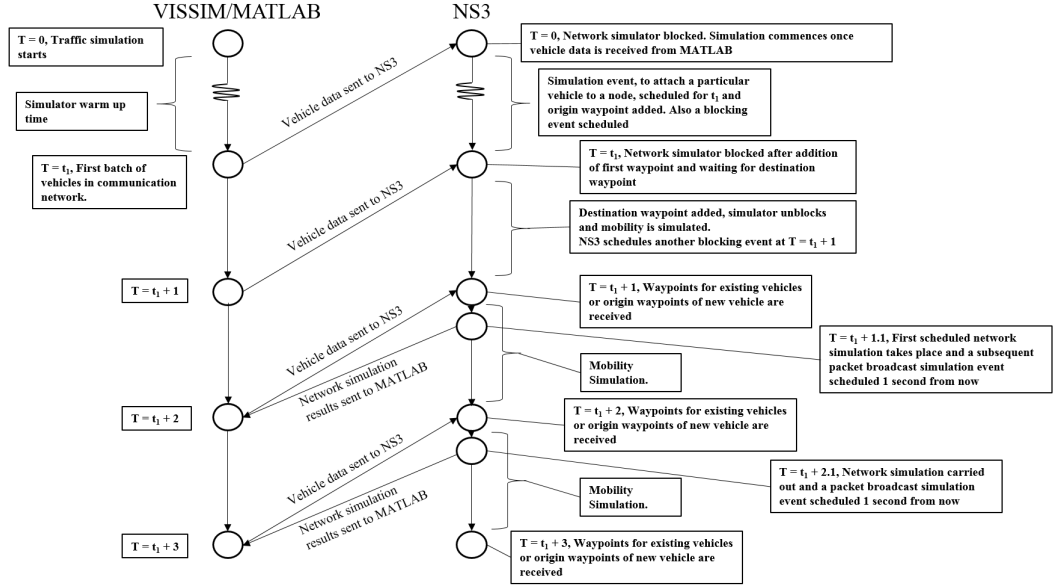 VISSIM/MATLAB
NS3
T = 0, Traffic simulation
starts
T = 0, Network simulator blocked. Simulation commences once
vehicle data is received from MATLAB
Simulator warm up
time
Vehicle data sent to NS3
Simulation event, to attach a particular
vehicle to a node, scheduled for t₁ and
origin waypoint added. Also a blocking
event scheduled
T = t₁, First batch of
vehicles in communication
network.
T = t₁, Network simulator blocked after addition
of first waypoint and waiting for destination
waypoint
Vehicle data sent to NS3
Destination waypoint added, simulator unblocks
and mobility is simulated.
NS3 schedules another blocking event at T = t₁ + 1
T = t₁ + 1
T = t₁ + 1, Waypoints for existing vehicles
or origin waypoints of new vehicle are
received
Vehicle data sent to NS3
Network simulation
results sent to MATLAB
Mobility
Simulation.
T = t₁ + 1.1, First scheduled network
simulation takes place and a subsequent
packet broadcast simulation event
scheduled 1 second from now
T = t₁ + 2
T = t₁ + 2, Waypoints for existing vehicles
or origin waypoints of new vehicle are
received
Vehicle data sent to NS3
Network simulation
results sent to MATLAB
Mobility
Simulation.
T = t₁ + 2.1, Network simulation carried
out and a packet broadcast simulation
event scheduled 1 second from now
T = t₁ + 3
T = t₁ + 3, Waypoints for existing vehicles
or origin waypoints of new vehicle are
received